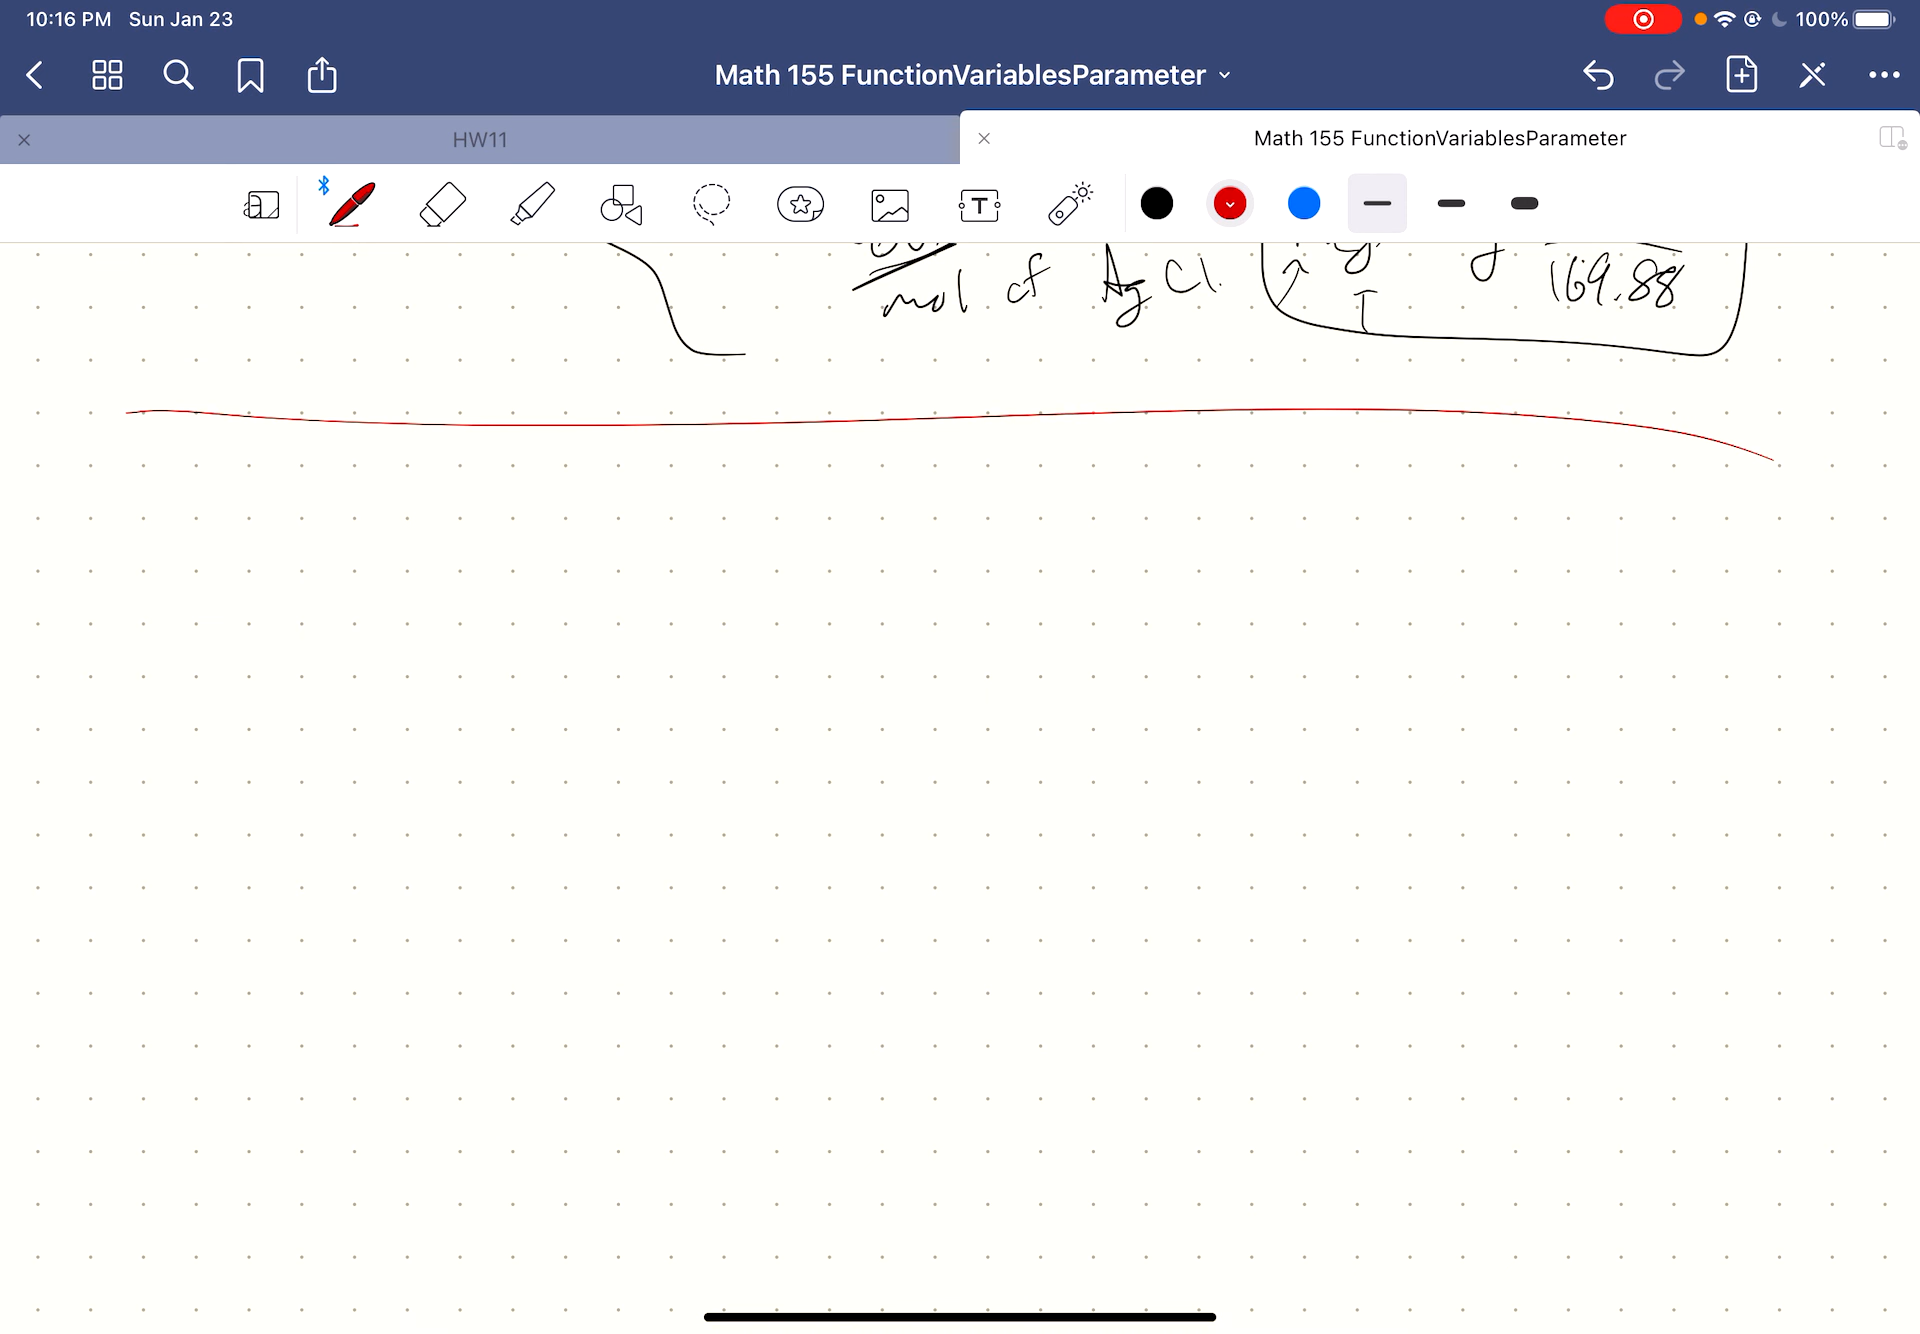 10:16 PM Sun Jan 23
100%
Math 155 FunctionVariablesParameter
HW11
Math 155 FunctionVariablesParameter
T
mol of AgCl.
169.88